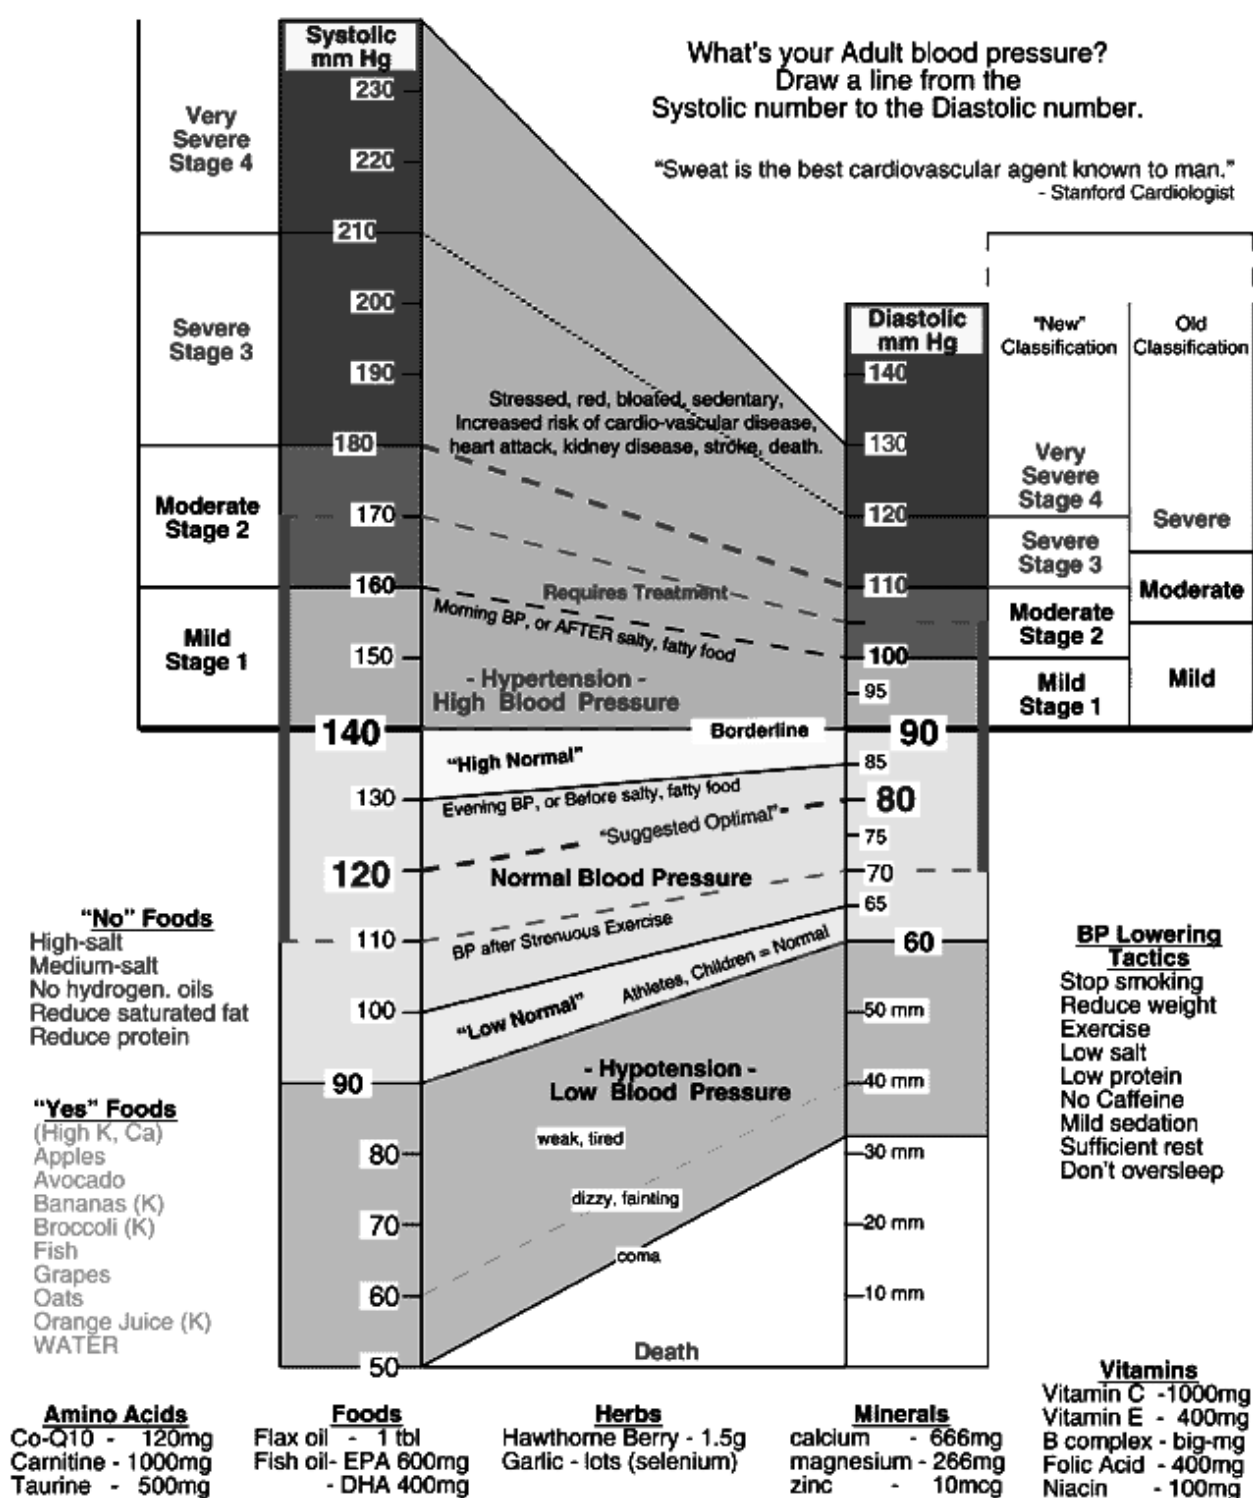 What's your Adult blood pressure?
Draw a line from the
Systolic number to the Diastolic number.
“Sweat is the best cardiovascular agent known to man.”
- Stanford Cardiologist
Systolic
mm Hg
230
220
210
200
190
180
170
160
150
140
130
120
110
100
90
80
70
60
50
Very
Severe
Stage 4
Severe
Stage 3
Moderate
Stage 2
Mild
Stage 1
Stressed, red, bloated, sedentary,
Increased risk of cardio-vascular disease,
heart attack, kidney disease, stroke, death.
Requires Treatment
Morning BP, or AFTER salty, fatty food
- Hypertension -
High Blood Pressure
Borderline
“High Normal”
Evening BP, or Before salty, fatty food
“Suggested Optimal”
Normal Blood Pressure
BP after Strenuous Exercise
“Low Normal”
Athletes, Children = Normal
- Hypotension -
Low Blood Pressure
weak, tired
dizzy, fainting
coma
Death
Diastolic
mm Hg
140
130
120
110
100
95
90
85
80
75
70
65
60
50 mm
40 mm
30 mm
20 mm
10 mm
“New”
Classification
Very
Severe
Stage 4
Severe
Stage 3
Moderate
Stage 2
Mild
Stage 1
Old
Classification
Severe
Moderate
Mild
“No” Foods
High-salt
Medium-salt
No hydrogen. oils
Reduce saturated fat
Reduce protein
“Yes” Foods
(High K, Ca)
Apples
Avocado
Bananas (K)
Broccoli (K)
Fish
Grapes
Oats
Orange Juice (K)
WATER
BP Lowering
Tactics
Stop smoking
Reduce weight
Exercise
Low salt
Low protein
No Caffeine
Mild sedation
Sufficient rest
Don't oversleep
Amino Acids
Co-Q10 - 120mg
Carnitine - 1000mg
Taurine - 500mg
Foods
Flax oil - 1 tbl
Fish oil- EPA 600mg
- DHA 400mg
Herbs
Hawthorne Berry - 1.5g
Garlic - lots (selenium)
Minerals
calcium - 666mg
magnesium - 266mg
zinc - 10mcg
Vitamins
Vitamin C -1000mg
Vitamin E - 400mg
B complex - big-mg
Folic Acid - 400mg
Niacin - 100mg